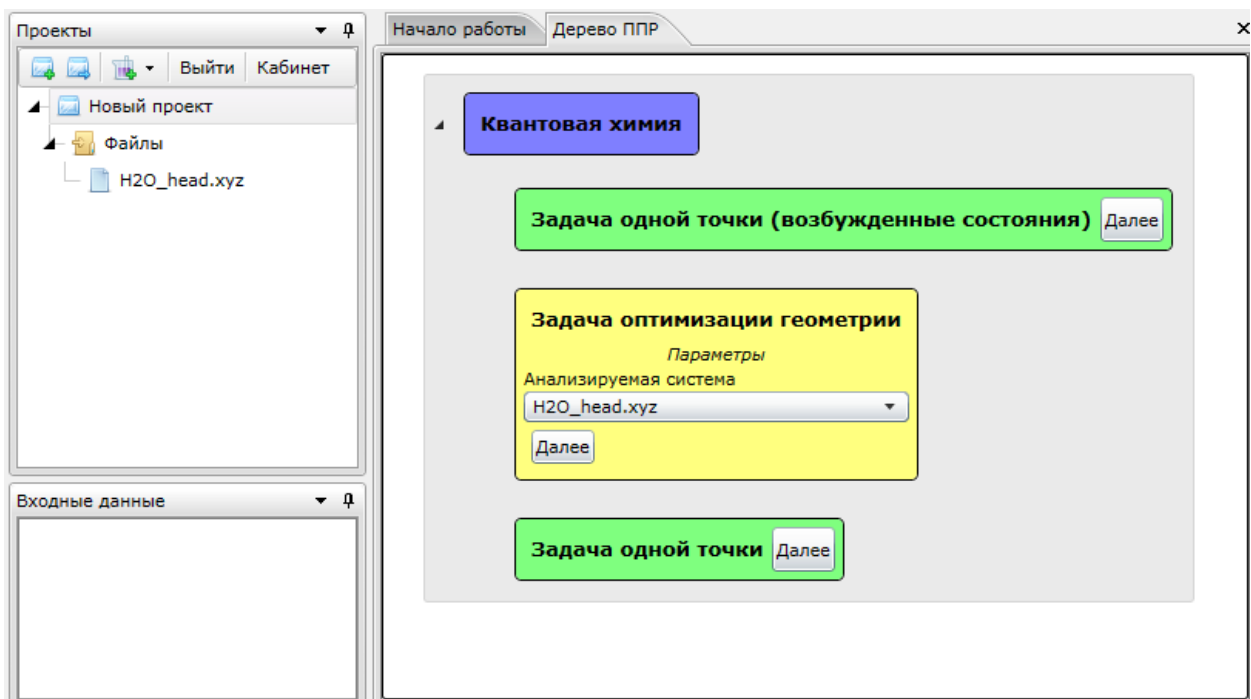 Проекты
Выйти Кабинет
Новый проект
Файлы
H2O_head.xyz
Входные данные
Начало работы Дерево ППР
Квантовая химия
Задача одной точки (возбужденные состояния) Далее
Задача оптимизации геометрии
Параметры
Анализируемая система
H2O_head.xyz
Далее
Задача одной точки Далее